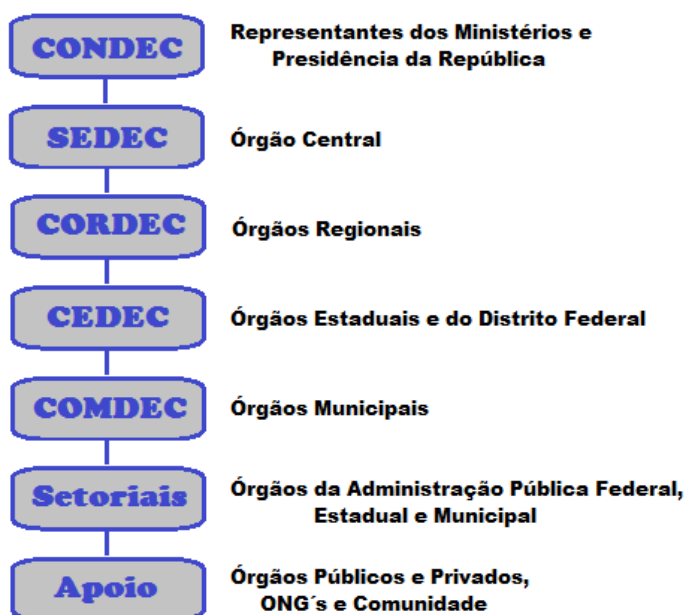 CONDEC
Representantes dos Ministérios e
Presidência da República
SEDEC
Órgão Central
CORDEC
Órgãos Regionais
CEDEC
Órgãos Estaduais e do Distrito Federal
COMDEC
Órgãos Municipais
Setoriais
Órgãos da Administração Pública Federal,
Estadual e Municipal
Apoio
Órgãos Públicos e Privados,
ONG´s e Comunidade